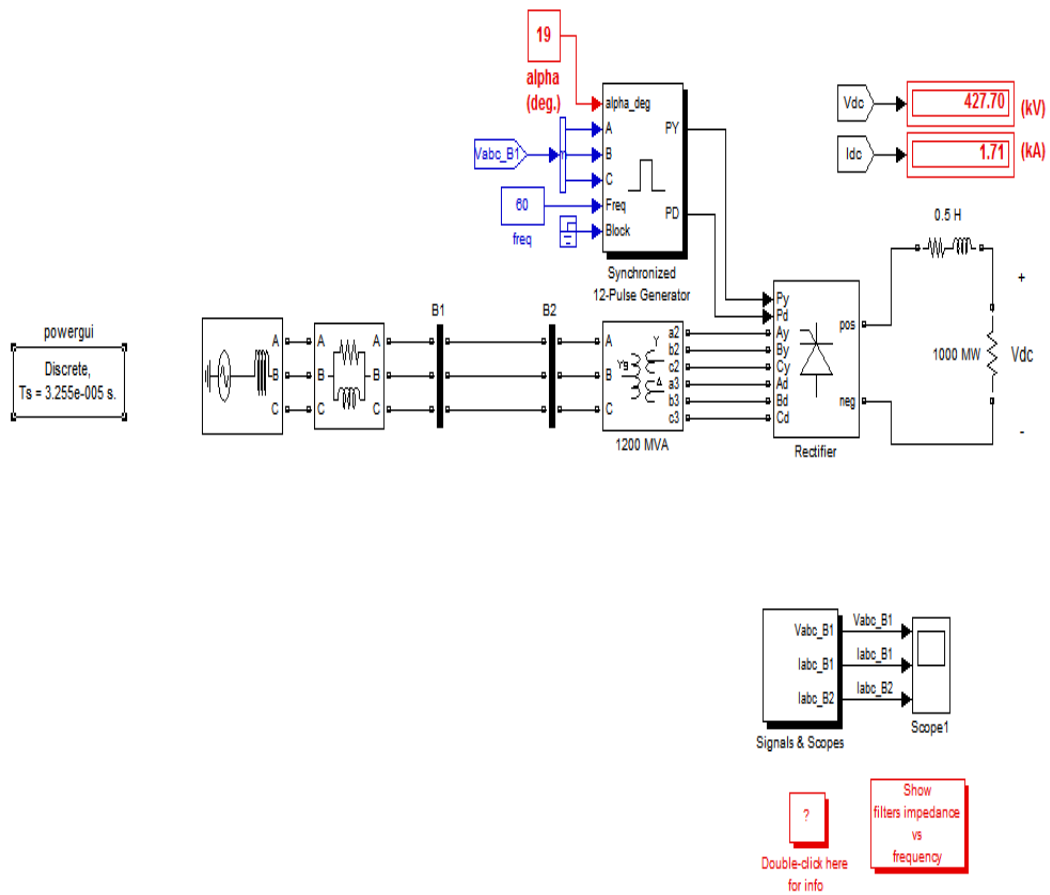 19
alpha
(deg.)
alpha_deg
A
B
C
Freq
Block
PY
PD
Vabc_B1
m
60
freq
Synchronized
12-Pulse Generator
Vdc
427.70
(kV)
Idc
1.71
(kA)
0.5 H
+
1000 MW
Vdc
-
powergui
Discrete,
Ts = 3.255e-005 s.
A
B
C
A
B
C
A
B
C
B1
B2
A
B
C
Yg
Y
Δ
a2
b2
c2
a3
b3
c3
1200 MVA
Py
Pd
Ay
By
Cy
Ad
Bd
Cd
pos
neg
Rectifier
Vabc_B1
Iabc_B1
Iabc_B2
Vabc_B1
Iabc_B1
Iabc_B2
Signals & Scopes
Scope1
?
Double-click here
for info
Show
filters impedance
vs
frequency